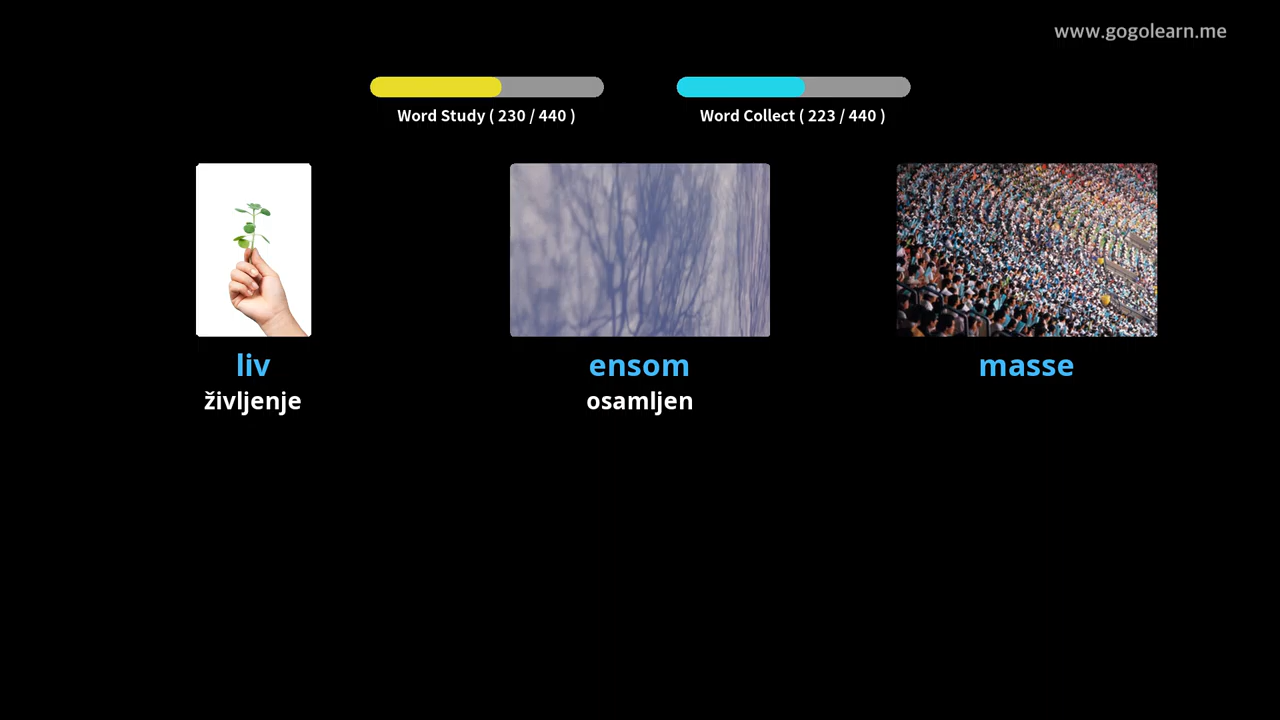 www.gogolearn.me
Word Study ( 230 / 440 )
Word Collect ( 223 / 440 )
liv
življenje
ensom
osamljen
masse